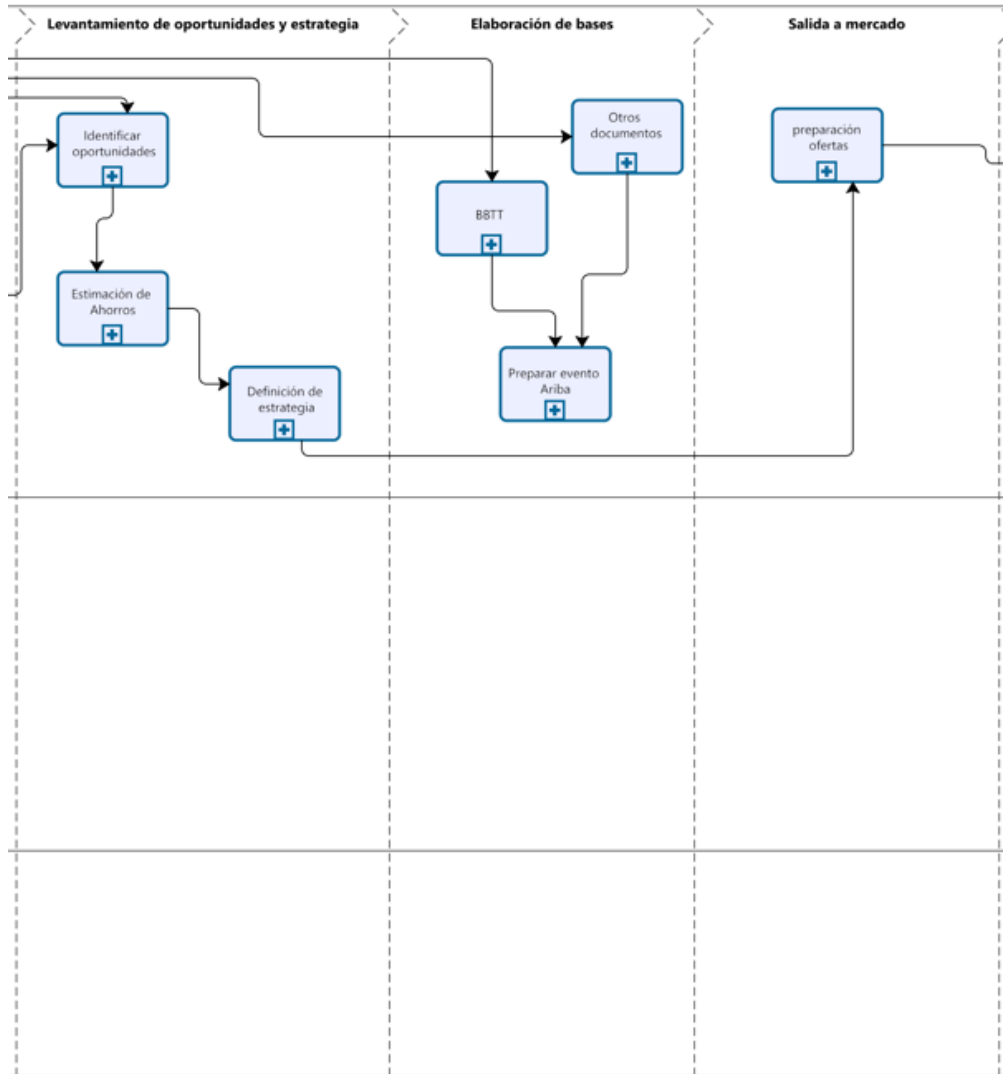 Levantamiento de oportunidades y estrategia
Elaboración de bases
Salida a mercado
Identificar
oportunidades
Otros
documentos
preparación
ofertas
BBTT
Estimación de
Ahorros
Preparar evento
Ariba
Definición de
estrategia